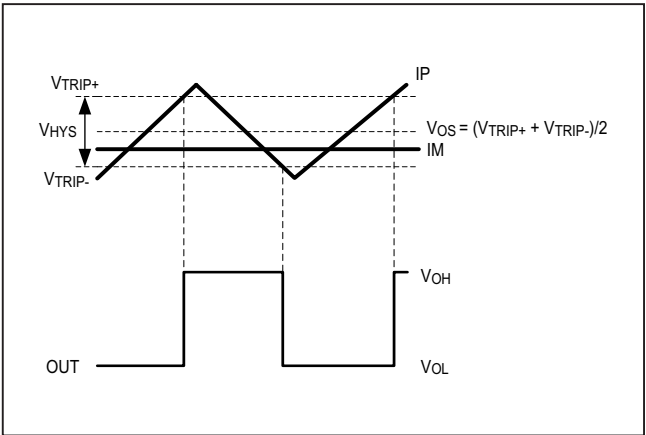 IP
VTRIP+
VHYS
VOS = (VTRIP+ + VTRIP-)/2
IM
VTRIP-
VOH
OUT
VOL